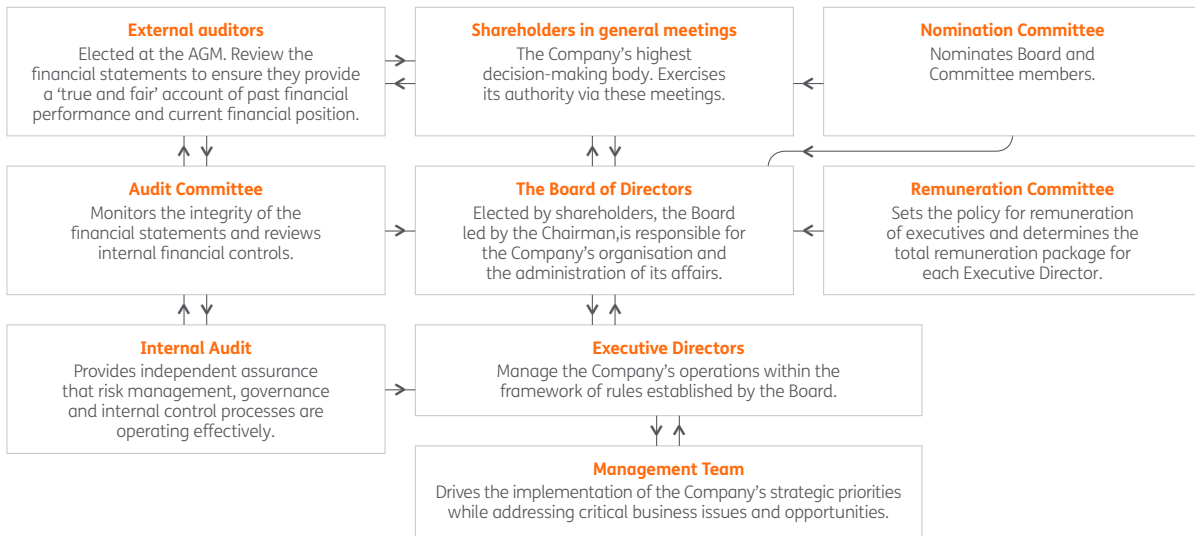 External auditors
Elected at the AGM. Review the
financial statements to ensure they provide
a ‘true and fair’ account of past financial
performance and current financial position.
Shareholders in general meetings
The Company’s highest
decision-making body. Exercises
its authority via these meetings.
Nomination Committee
Nominates Board and
Committee members.
Audit Committee
Monitors the integrity of the
financial statements and reviews
internal financial controls.
The Board of Directors
Elected by shareholders, the Board
led by the Chairman,is responsible for
the Company’s organisation and
the administration of its affairs.
Remuneration Committee
Sets the policy for remuneration
of executives and determines the
total remuneration package for
each Executive Director.
Internal Audit
Provides independent assurance
that risk management, governance
and internal control processes are
operating effectively.
Executive Directors
Manage the Company’s operations within the
framework of rules established by the Board.
Management Team
Drives the implementation of the Company’s strategic priorities
while addressing critical business issues and opportunities.